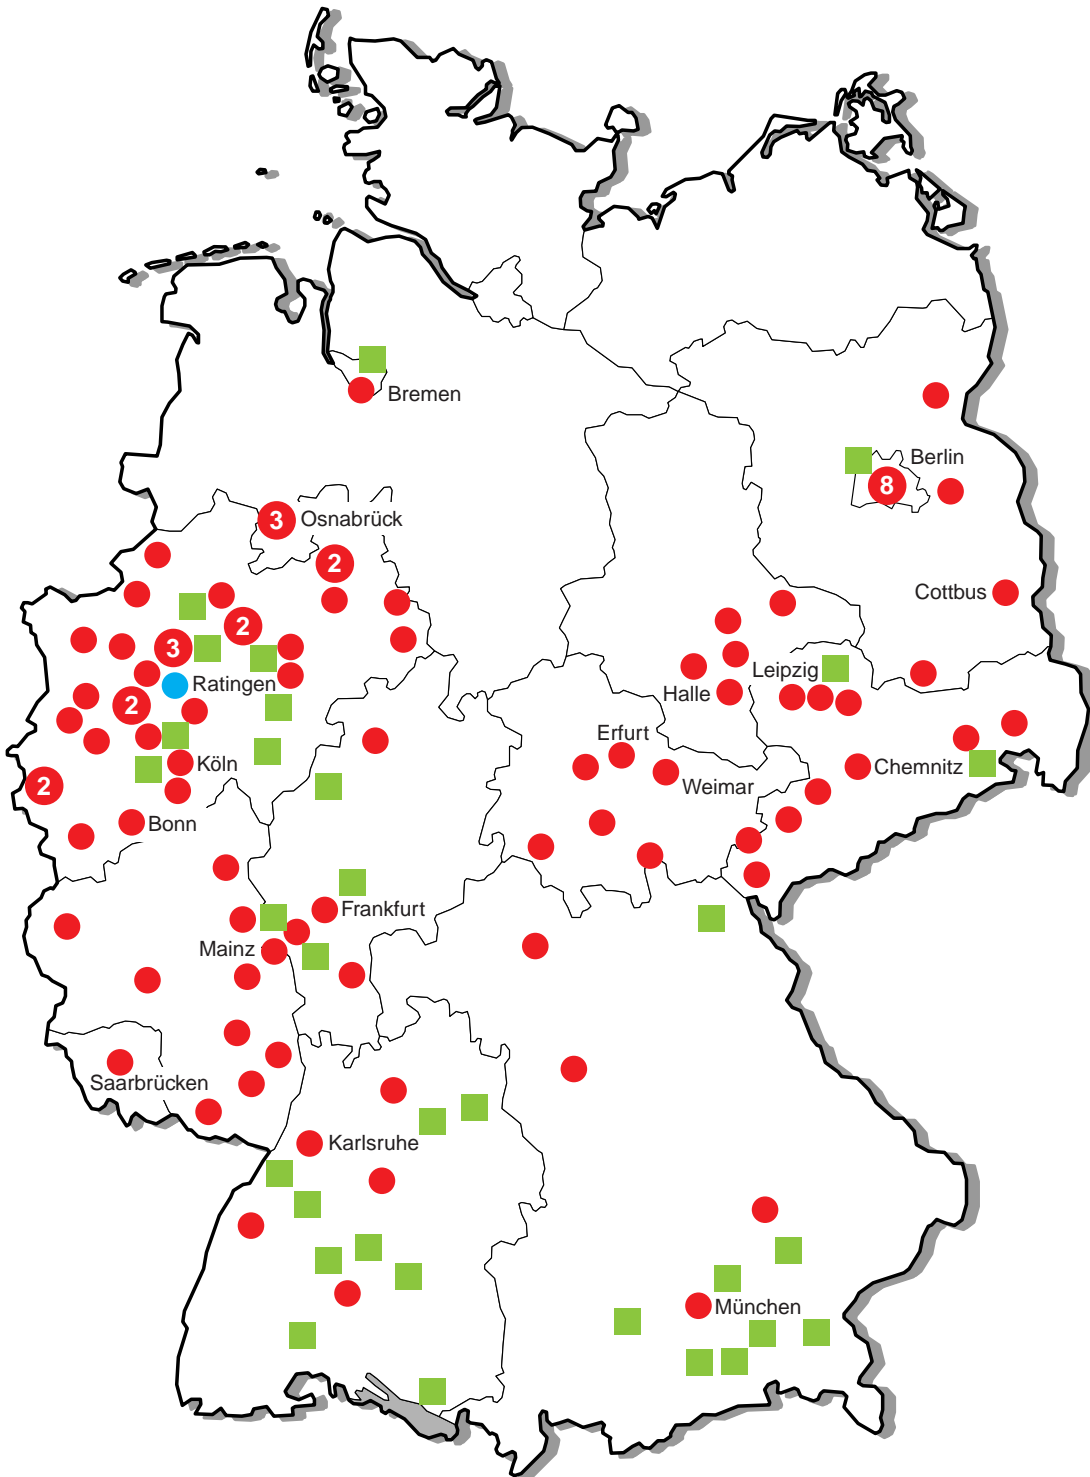 Bremen
Berlin
8
3
Osnabrück
2
Cottbus
2
3
Leipzig
Ratingen
Halle
2
Erfurt
Köln
Chemnitz
2
Weimar
Bonn
Frankfurt
Mainz
Saarbrücken
Karlsruhe
München